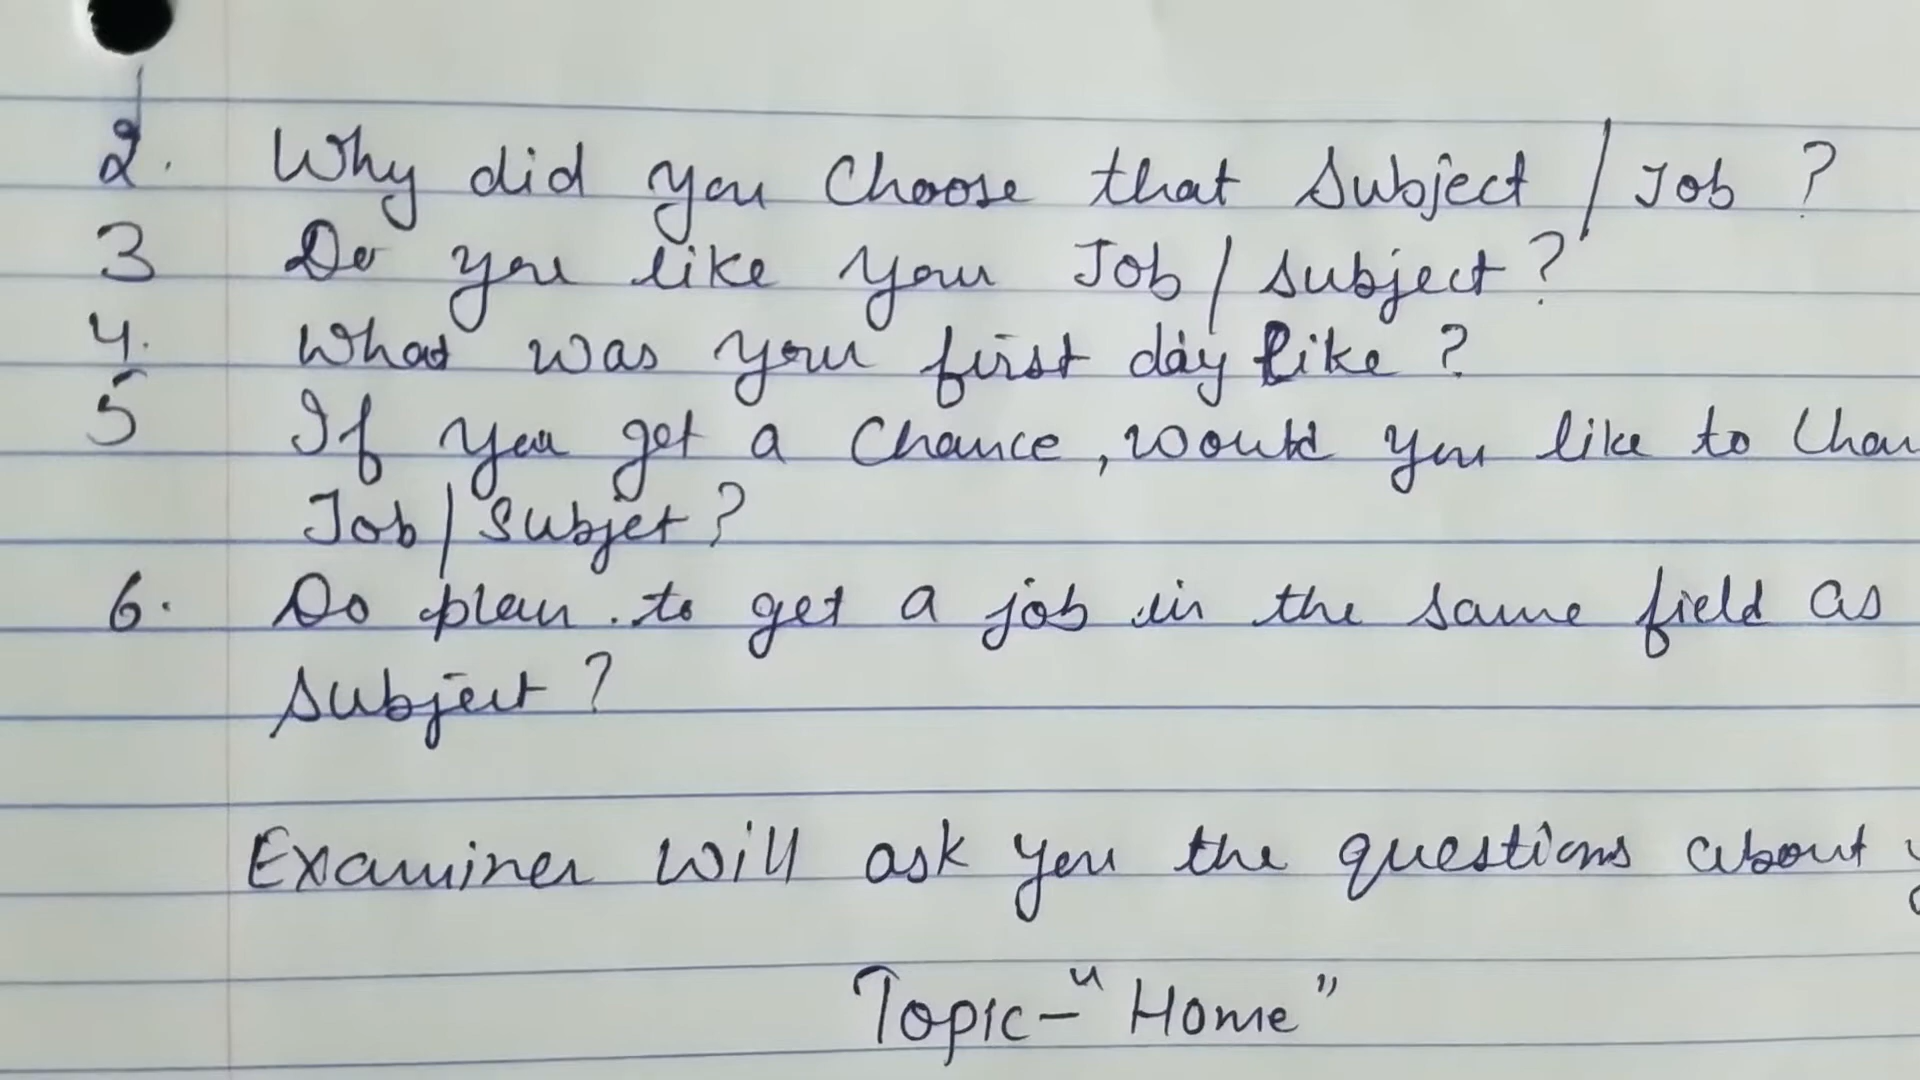 2. Why did you choose that subject / Job ?
3 Do you like your Job / subject ?
4. What was your first day like ?
5 If you get a chance, would you like to chan
Job / Subjet ?
6. Do plan . to get a job in the same field as
subject ?
Examiner will ask you the questions about y
Topic - "Home"